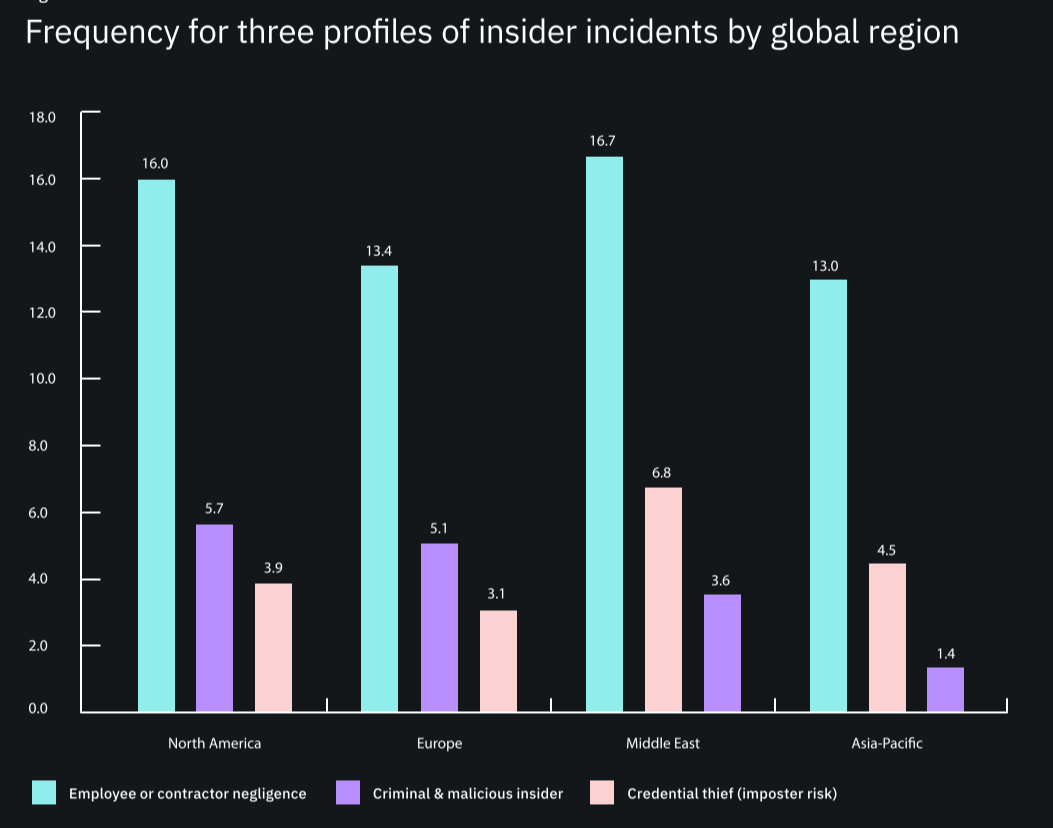 Frequency for three profiles of insider incidents by global region
18.0
16.0
14.0
12.0
10.0
8.0
6.0
4.0
2.0
0.0
16.0
5.7
3.9
13.4
5.1
3.1
16.7
6.8
3.6
13.0
4.5
1.4
North America
Europe
Middle East
Asia-Pacific
Employee or contractor negligence
Criminal & malicious insider
Credential thief (imposter risk)